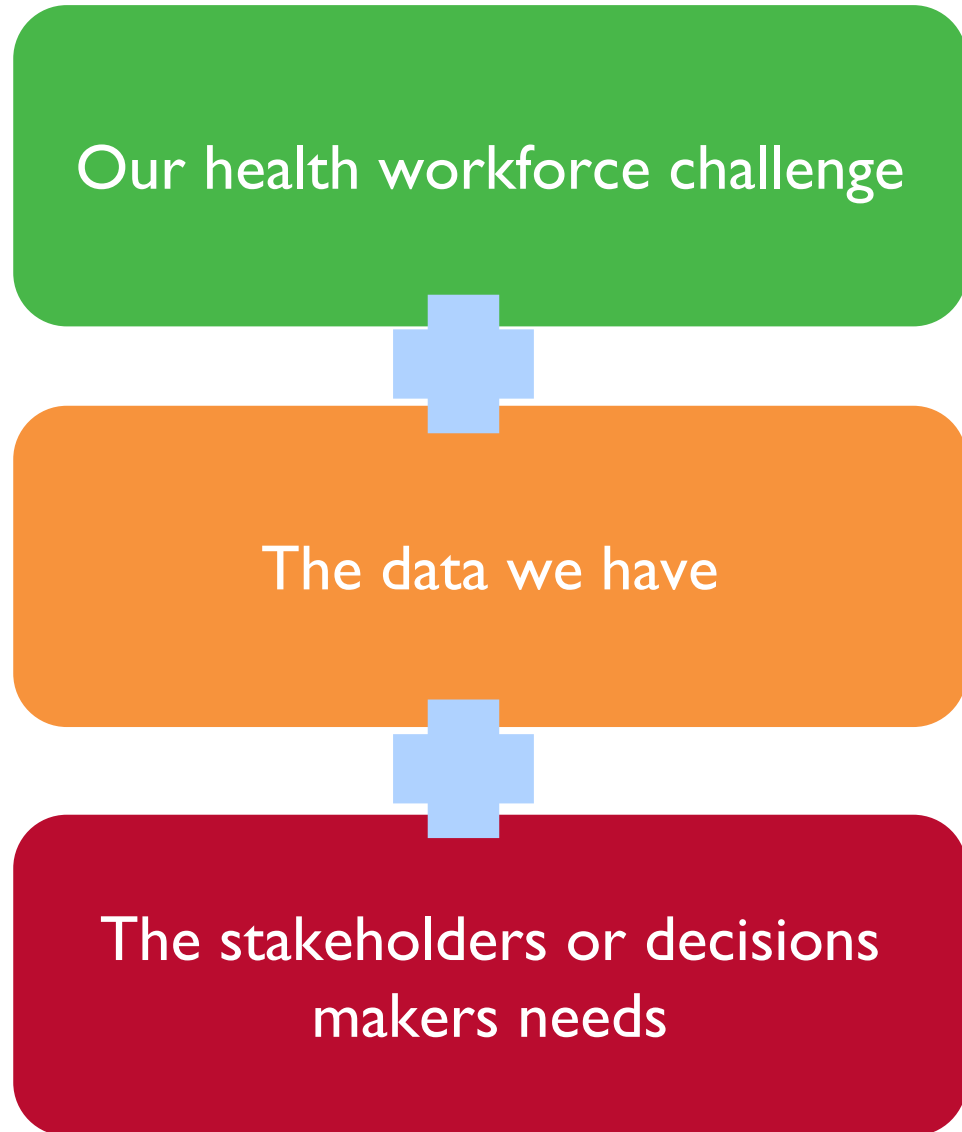 Our health workforce challenge
The data we have
The stakeholders or decisions
makers needs